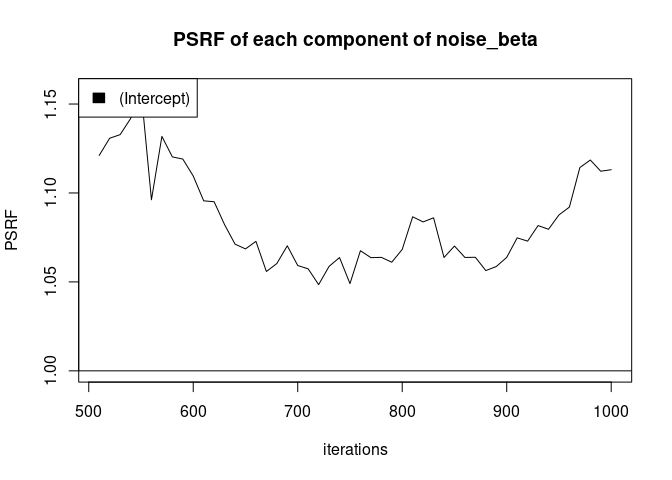 PSRF of each component of noise_beta
(Intercept)
PSRF
1.15
1.10
1.05
1.00
500 600 700 800 900 1000
iterations